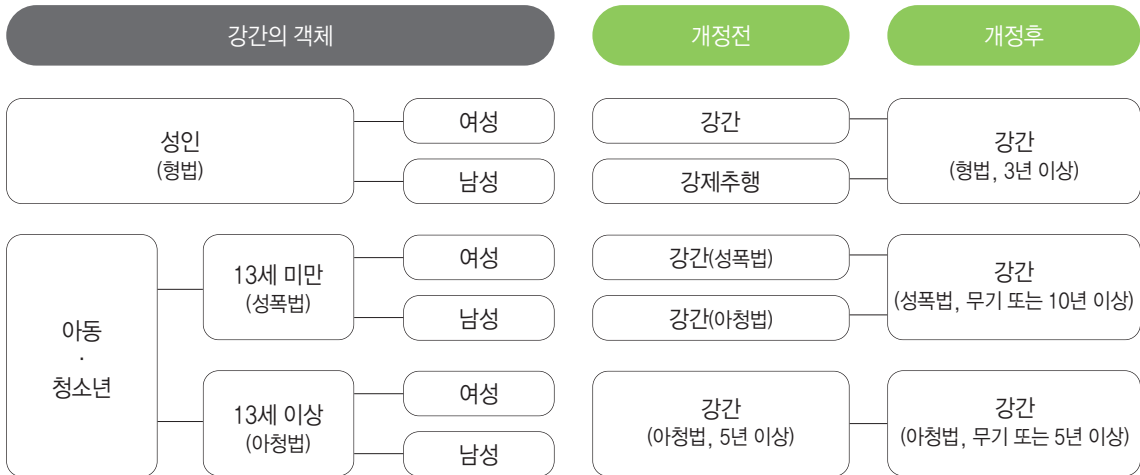 강간의 객체
개정전
개정후
성인
(형법)
여성
남성
강간
강제추행
강간
(형법, 3년 이상)
아동
·
청소년
13세 미만
(성폭법)
여성
남성
강간(성폭법)
강간(아청법)
강간
(성폭법, 무기 또는 10년 이상)
13세 이상
(아청법)
여성
남성
강간
(아청법, 5년 이상)
강간
(아청법, 무기 또는 5년 이상)